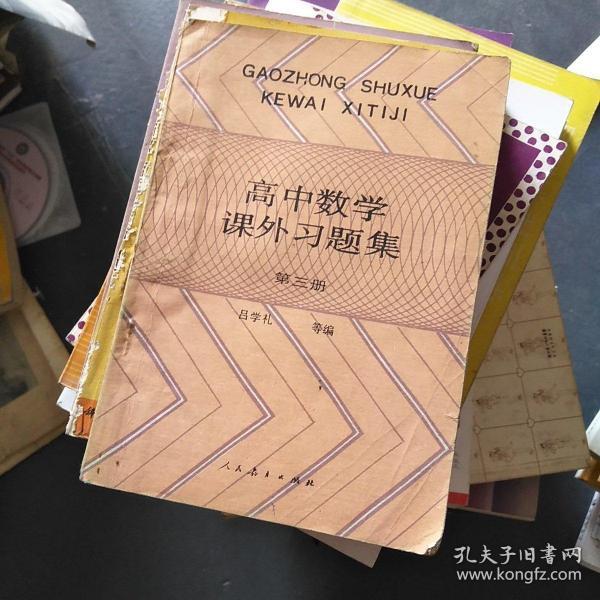 GAOZHONG SHUXUE
KEWAI XITIJI
高中数学
课外习题集
第三册
吕学礼 等编
人民教育出版社
孔夫子旧书网
www.kongfz.com